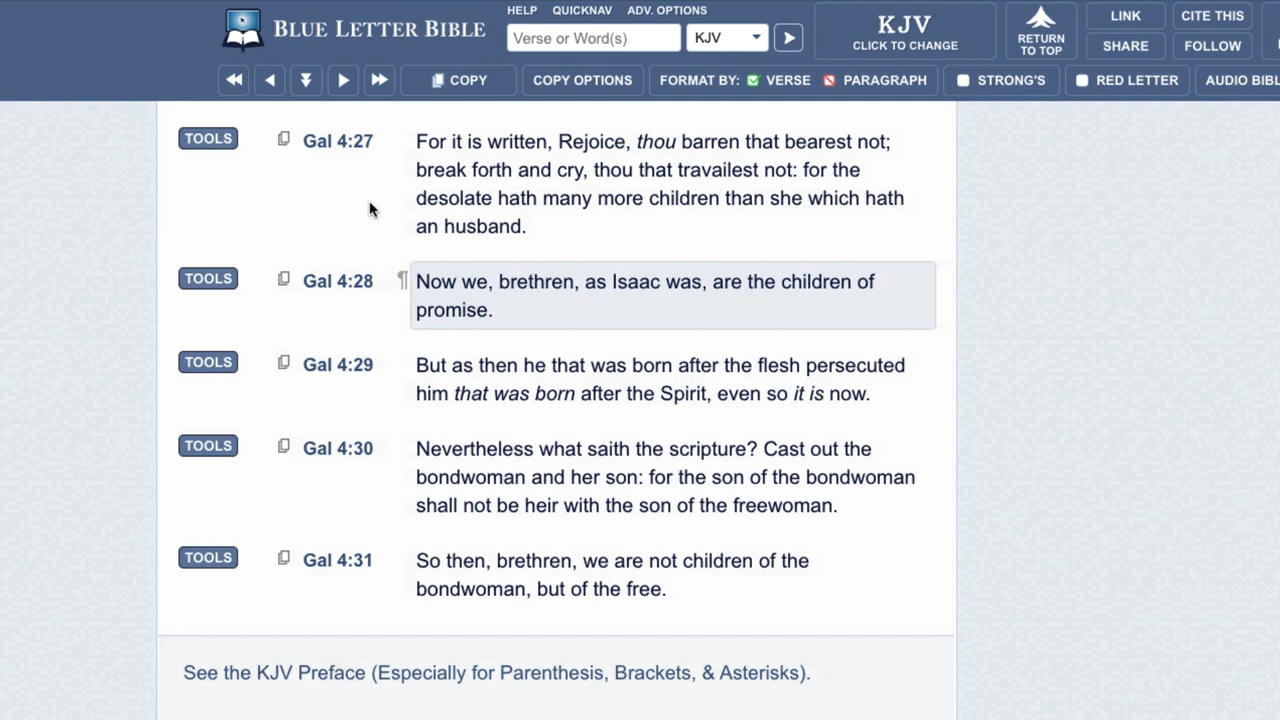 HELP QUICKNAV ADV. OPTIONS
BLUE LETTER BIBLE
Verse or Word(s) KJV
KJV
CLICK TO CHANGE
RETURN
TO TOP
LINK CITE THIS
SHARE FOLLOW
COPY COPY OPTIONS FORMAT BY: VERSE PARAGRAPH STRONG'S RED LETTER AUDIO BIBL
TOOLS Gal 4:27 For it is written, Rejoice, thou barren that bearest not;
break forth and cry, thou that travailest not: for the
desolate hath many more children than she which hath
an husband.
TOOLS Gal 4:28 ¶ Now we, brethren, as Isaac was, are the children of
promise.
TOOLS Gal 4:29 But as then he that was born after the flesh persecuted
him that was born after the Spirit, even so it is now.
TOOLS Gal 4:30 Nevertheless what saith the scripture? Cast out the
bondwoman and her son: for the son of the bondwoman
shall not be heir with the son of the freewoman.
TOOLS Gal 4:31 So then, brethren, we are not children of the
bondwoman, but of the free.
See the KJV Preface (Especially for Parenthesis, Brackets, & Asterisks).